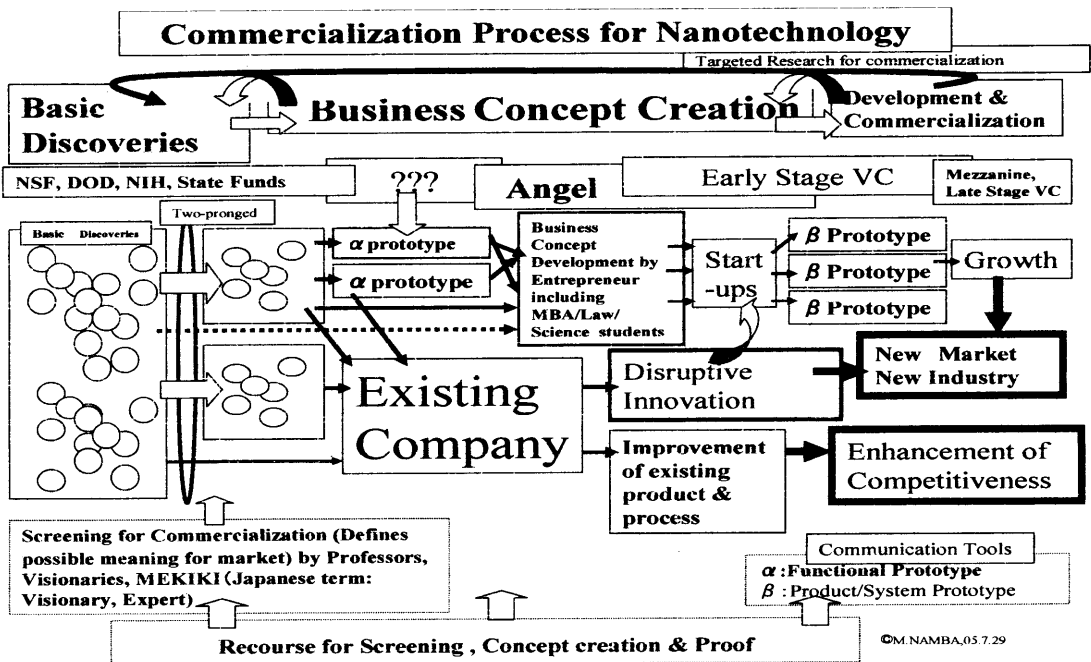 Commercialization Process for Nanotechnology
Targeted Research for commercialization
Basic
Discoveries
Business Concept Creation
Development &
Commercialization
NSF, DOD, NIH, State Funds
???
Angel
Early Stage VC
Mezzanine,
Late Stage VC
Two-pronged
Basic Discoveries
α prototype
α prototype
Business
Concept
Development by
Entrepreneur
including
MBA/Law/
Science students
Start
-ups
β Prototype
β Prototype
β Prototype
Growth
Existing
Company
Disruptive
Innovation
New Market
New Industry
Improvement
of existing
product &
process
Enhancement of
Competitiveness
Screening for Commercialization (Defines
possible meaning for market) by Professors,
Visionaries, MEKIKI（Japanese term:
Visionary, Expert）
Communication Tools
α:Functional Prototype
β:Product/System Prototype
Recourse for Screening , Concept creation & Proof
©M.NAMBA,05.7.29